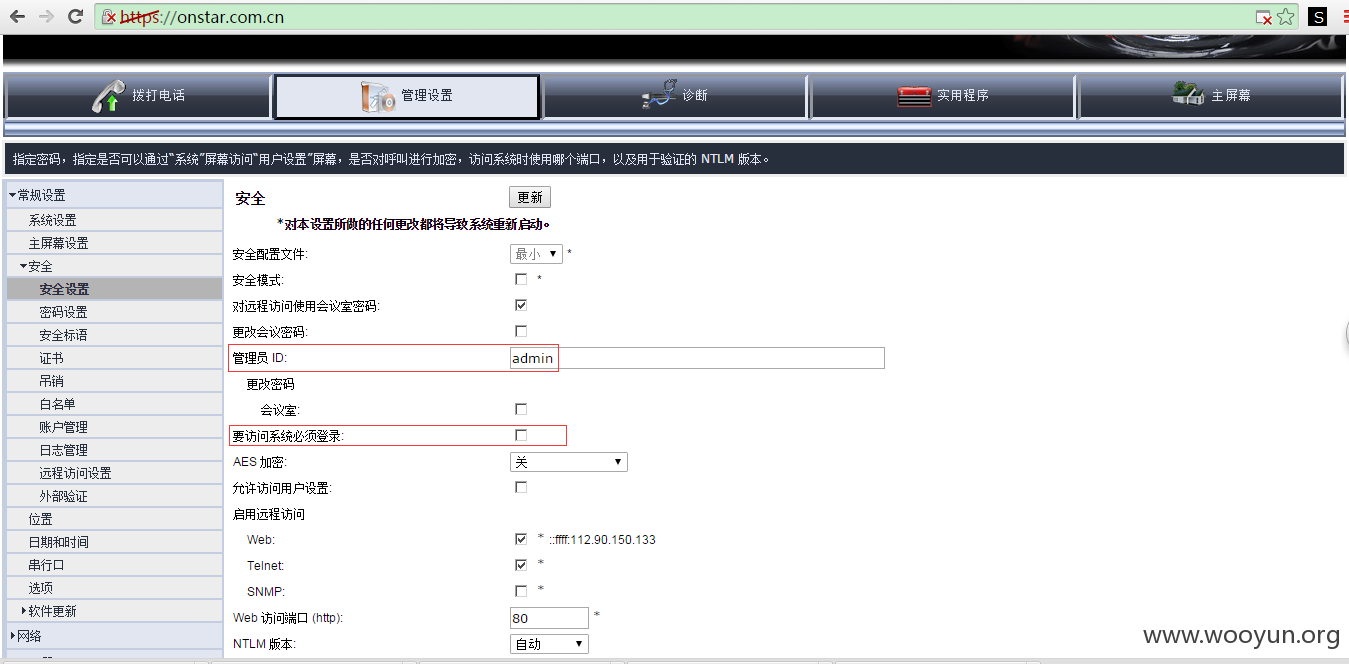 https://onstar.com.cn
拨打电话 管理设置 诊断 实用程序 主屏幕
指定密码，指定是否可以通过“系统”屏幕访问“用户设置”屏幕，是否对呼叫进行加密，访问系统时使用哪个端口，以及用于验证的 NTLM 版本。
常规设置
系统设置
主屏幕设置
安全
安全设置
密码设置
安全标语
证书
吊销
白名单
账户管理
日志管理
远程访问设置
外部验证
位置
日期和时间
串行口
选项
软件更新
网络
安全 更新
*对本设置所做的任何更改都将导致系统重新启动。
安全配置文件: 最小 *
安全模式: *
对远程访问使用会议室密码:
更改会议密码:
管理员 ID: admin
更改密码
会议室:
要访问系统必须登录:
AES 加密: 关
允许访问用户设置:
启用远程访问
Web: * ::ffff:112.90.150.133
Telnet: *
SNMP: *
Web 访问端口 (http): 80 *
NTLM 版本: 自动
www.wooyun.org